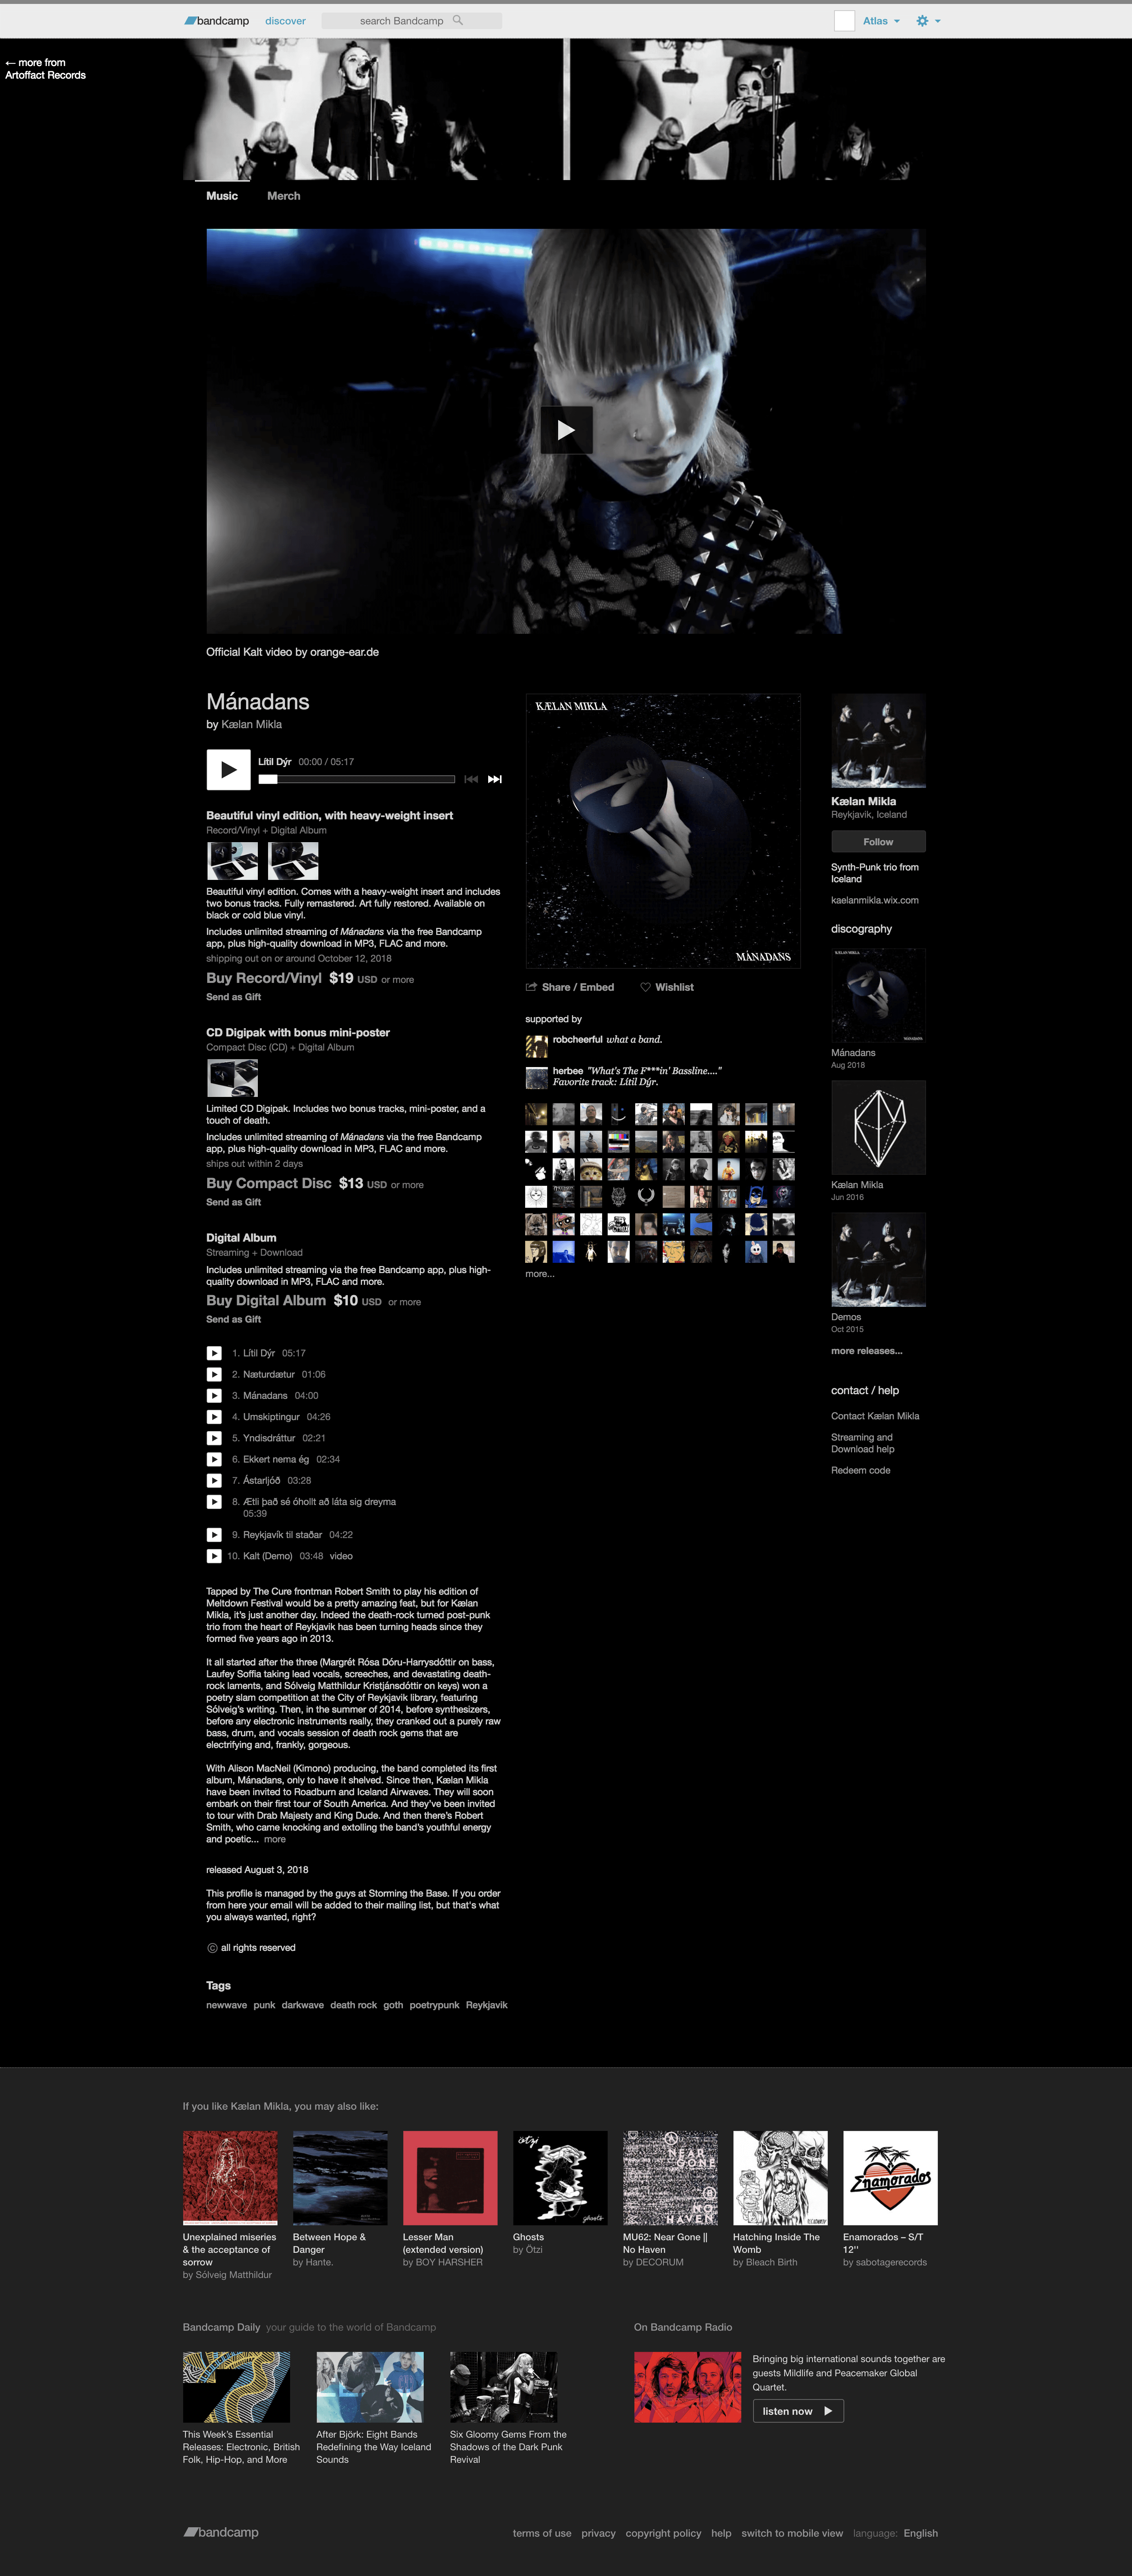 bandcamp
discover
search Bandcamp
Atlas
← more from
Artoffact Records
Music
Merch
Official Kalt video by orange-ear.de
Mánadans
by Kælan Mikla
Lítil Dýr 00:00 / 05:17
Beautiful vinyl edition, with heavy-weight insert
Record/Vinyl + Digital Album
Beautiful vinyl edition. Comes with a heavy-weight insert and includes
two bonus tracks. Fully remastered. Art fully restored. Available on
black or cold blue vinyl.
Includes unlimited streaming of Mánadans via the free Bandcamp
app, plus high-quality download in MP3, FLAC and more.
shipping out on or around October 12, 2018
Buy Record/Vinyl $19 USD or more
Send as Gift
CD Digipak with bonus mini-poster
Compact Disc (CD) + Digital Album
Limited CD Digipak. Includes two bonus tracks, mini-poster, and a
touch of death.
Includes unlimited streaming of Mánadans via the free Bandcamp
app, plus high-quality download in MP3, FLAC and more.
ships out within 2 days
Buy Compact Disc $13 USD or more
Send as Gift
Digital Album
Streaming + Download
Includes unlimited streaming via the free Bandcamp app, plus high-
quality download in MP3, FLAC and more.
Buy Digital Album $10 USD or more
Send as Gift
1. Lítil Dýr 05:17
2. Næturdætur 01:06
3. Mánadans 04:00
4. Umskiptingur 04:26
5. Yndisdráttur 02:21
6. Ekkert nema ég 02:34
7. Ástarljóð 03:28
8. Ætli það sé óhollt að láta sig dreyma
05:39
9. Reykjavík til staðar 04:22
10. Kalt (Demo) 03:48 video
Tapped by The Cure frontman Robert Smith to play his edition of
Meltdown Festival would be a pretty amazing feat, but for Kælan
Mikla, it's just another day. Indeed the death-rock turned post-punk
trio from the heart of Reykjavik has been turning heads since they
formed five years ago in 2013.
It all started after the three (Margrét Rósa Dóru-Harrysdóttir on bass,
Laufey Soffia taking lead vocals, screeches, and devastating death-
rock laments, and Sólveig Matthildur Kristjánsdóttir on keys) won a
poetry slam competition at the City of Reykjavik library, featuring
Sólveig's writing. Then, in the summer of 2014, before synthesizers,
before any electronic instruments really, they cranked out a purely raw
bass, drum, and vocals session of death rock gems that are
electrifying and, frankly, gorgeous.
With Alison MacNeil (Kimono) producing, the band completed its first
album, Mánadans, only to have it shelved. Since then, Kælan Mikla
have been invited to Roadburn and Iceland Airwaves. They will soon
embark on their first tour of South America. And they've been invited
to tour with Drab Majesty and King Dude. And then there's Robert
Smith, who came knocking and extolling the band's youthful energy
and poetic... more
released August 3, 2018
This profile is managed by the guys at Storming the Base. If you order
from here your email will be added to their mailing list, but that's what
you always wanted, right?
© all rights reserved
Tags
newwave punk darkwave death rock goth poetrypunk Reykjavik
KÆLAN MIKLA
MÁNADANS
Share / Embed
Wishlist
supported by
robcheerful what a band.
herbee "What's The F***in' Bassline...."
Favorite track: Lítil Dýr.
more...
Kælan Mikla
Reykjavik, Iceland
Follow
Synth-Punk trio from
Iceland
kaelanmikla.wix.com
discography
KÆLAN MIKLA
MÁNADANS
Mánadans
Aug 2018
Kælan Mikla
Jun 2016
Demos
Oct 2015
more releases...
contact / help
Contact Kælan Mikla
Streaming and
Download help
Redeem code
If you like Kælan Mikla, you may also like:
ötzi
ghosts
NEAR
GONE
NO
HAVEN
Enamorados
Unexplained miseries
& the acceptance of
sorrow
by Sólveig Matthildur
Between Hope &
Danger
by Hante.
Lesser Man
(extended version)
by BOY HARSHER
Ghosts
by Ötzi
MU62: Near Gone ||
No Haven
by DECORUM
Hatching Inside The
Womb
by Bleach Birth
Enamorados – S/T
12''
by sabotagerecords
Bandcamp Daily your guide to the world of Bandcamp
This Week's Essential
Releases: Electronic, British
Folk, Hip-Hop, and More
After Björk: Eight Bands
Redefining the Way Iceland
Sounds
Six Gloomy Gems From the
Shadows of the Dark Punk
Revival
On Bandcamp Radio
Bringing big international sounds together are
guests Mildlife and Peacemaker Global
Quartet.
listen now
bandcamp
terms of use privacy copyright policy help switch to mobile view language: English